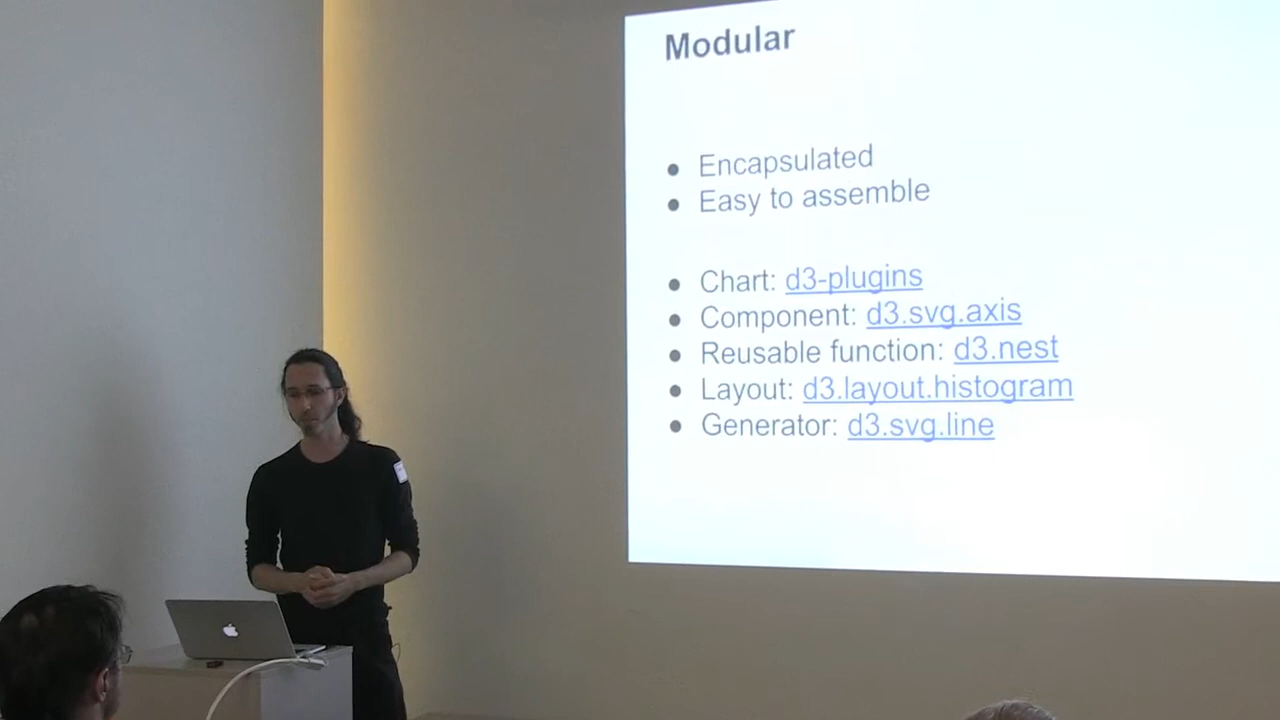 Modular
● Encapsulated
● Easy to assemble
● Chart: d3-plugins
● Component: d3.svg.axis
● Reusable function: d3.nest
● Layout: d3.layout.histogram
● Generator: d3.svg.line